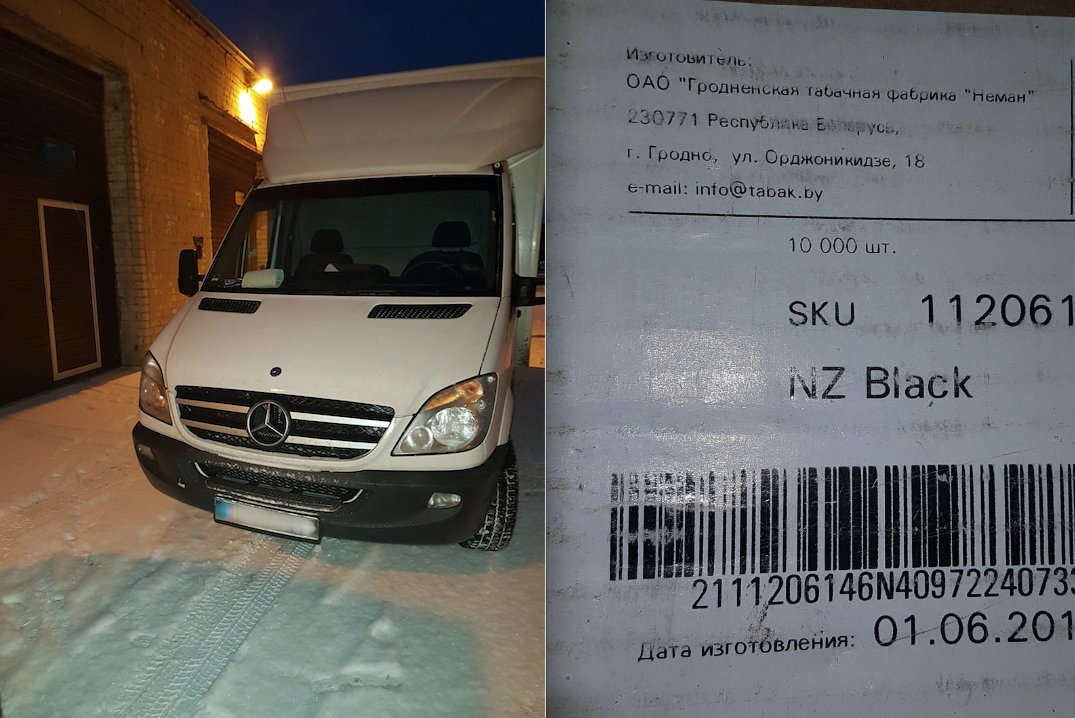 Изготовитель:
ОАО "Гродненская табачная фабрика "Неман"
230771 Республика Беларусь,
г. Гродно, ул. Орджоникидзе, 18
e-mail: info@tabak.by
10 000 шт.
SKU 112061
NZ Black
2111206146N4097224073
Дата изготовления: 01.06.201